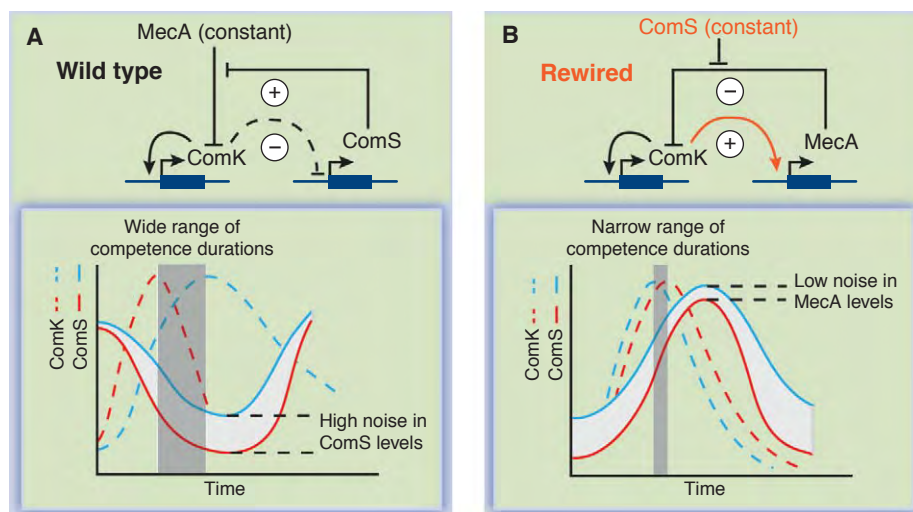 A
MecA (constant)
Wild type
+
−
ComK
ComS
Wide range of
competence durations
ComK
ComS
High noise in
ComS levels
Time
B
ComS (constant)
Rewired
−
+
ComK
MecA
Narrow range of
competence durations
ComK
ComS
Low noise in
MecA levels
Time